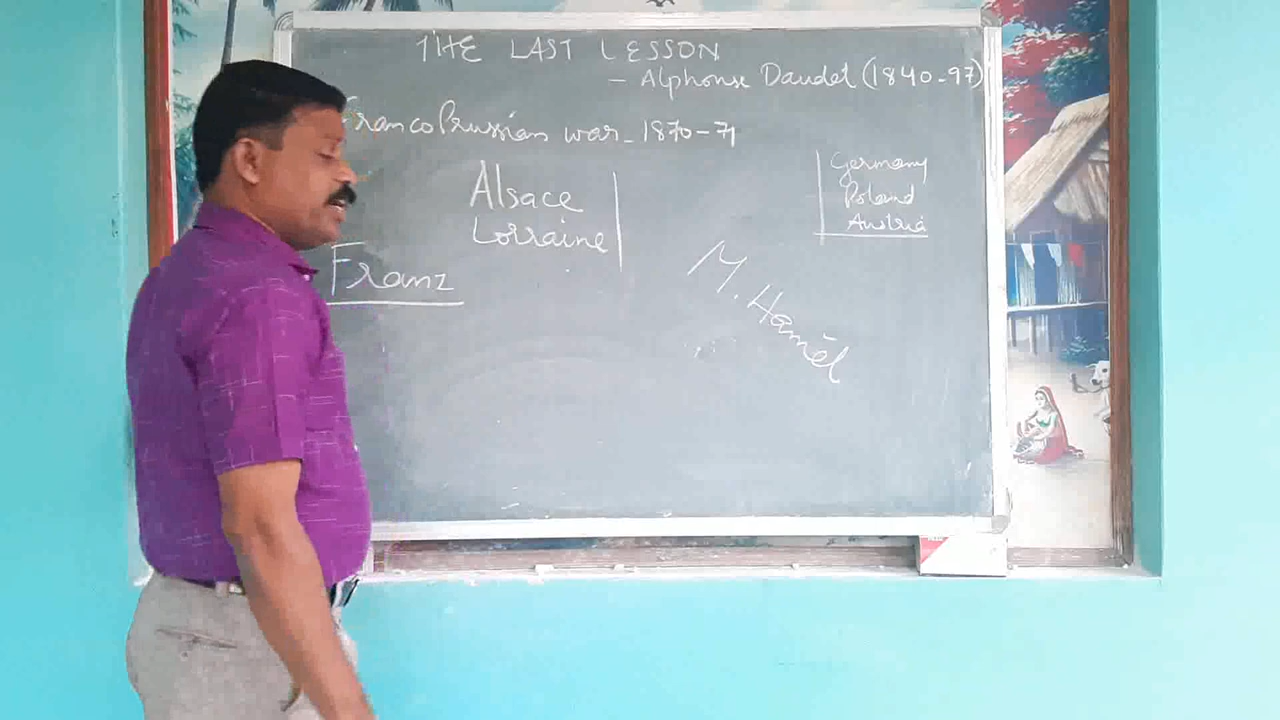 THE LAST LESSON
- Alphonse Daudet (1840-97)
Franco Prussian war - 1870-71
Germany
Poland
Austria
Alsace
Lorraine
Franz
M. Hamel